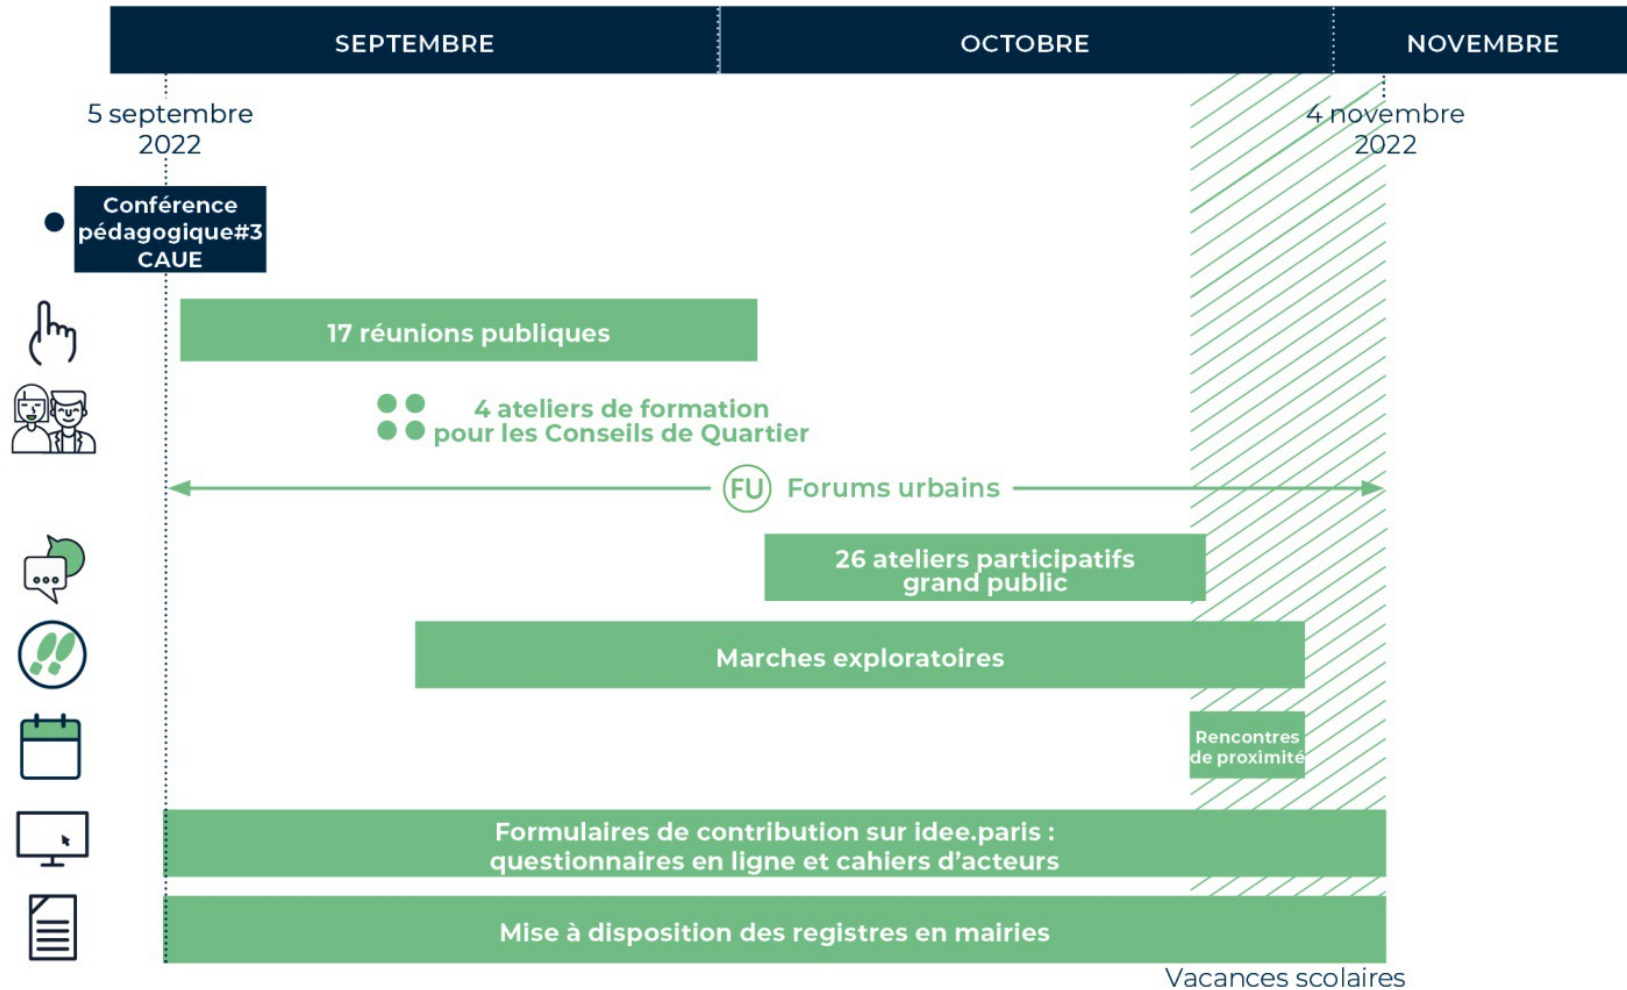 SEPTEMBRE
OCTOBRE
NOVEMBRE
5 septembre
2022
4 novembre
2022
Conférence
pédagogique#3
CAUE
17 réunions publiques
4 ateliers de formation
pour les Conseils de Quartier
FU Forums urbains
26 ateliers participatifs
grand public
Marches exploratoires
Rencontres
de proximité
Formulaires de contribution sur idee.paris :
questionnaires en ligne et cahiers d'acteurs
Mise à disposition des registres en mairies
Vacances scolaires